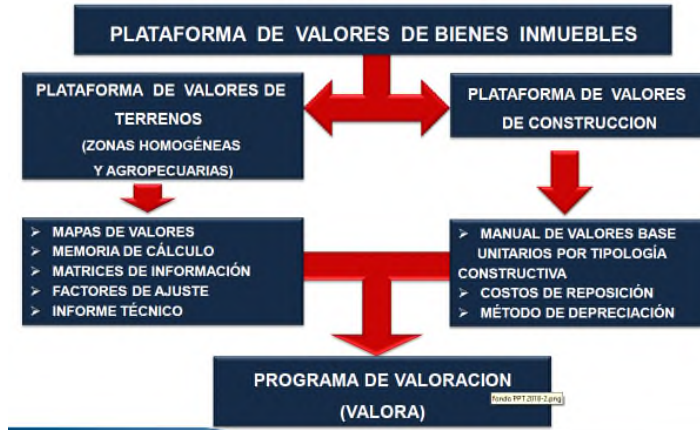 PLATAFORMA DE VALORES DE BIENES INMUEBLES
PLATAFORMA DE VALORES DE
TERRENOS
(ZONAS HOMOGÉNEAS
Y AGROPECUARIAS)
PLATAFORMA DE VALORES
DE CONSTRUCCION
➢ MAPAS DE VALORES
➢ MEMORIA DE CÁLCULO
➢ MATRICES DE INFORMACIÓN
➢ FACTORES DE AJUSTE
➢ INFORME TÉCNICO
➢ MANUAL DE VALORES BASE
UNITARIOS POR TIPOLOGÍA
CONSTRUCTIVA
➢ COSTOS DE REPOSICIÓN
➢ MÉTODO DE DEPRECIACIÓN
PROGRAMA DE VALORACION
(VALORA)
fondo PPT 2018-2.png